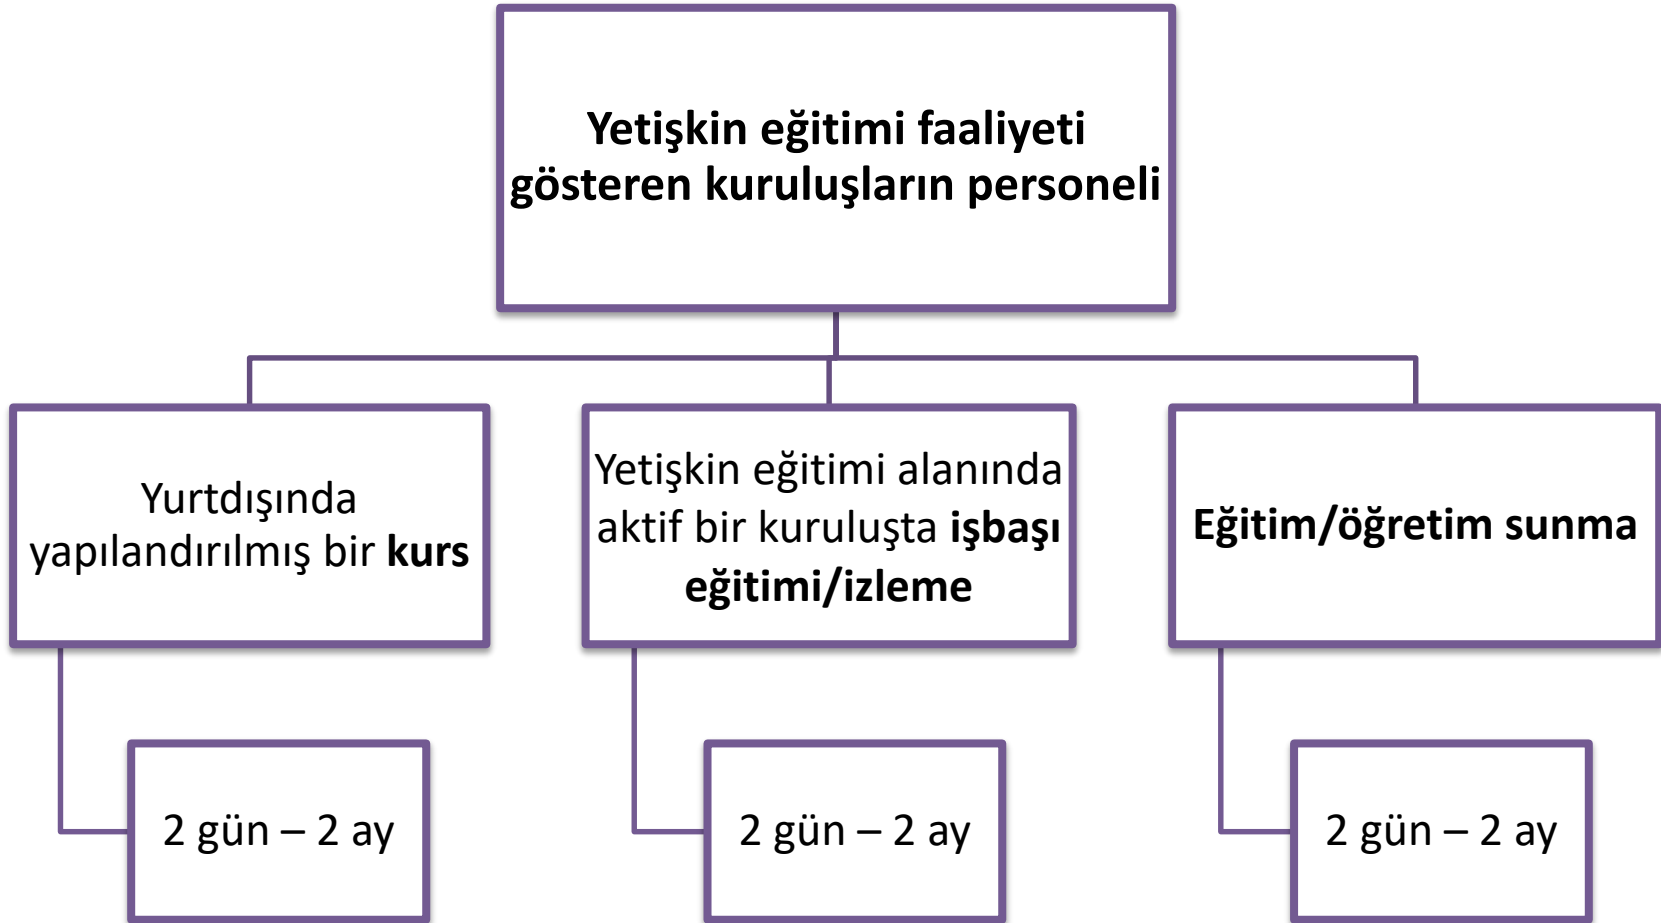 Yetişkin eğitimi faaliyeti
gösteren kuruluşların personeli
Yurtdışında
yapılandırılmış bir kurs
Yetişkin eğitimi alanında
aktif bir kuruluşta işbaşı
eğitimi/izleme
Eğitim/öğretim sunma
2 gün – 2 ay
2 gün – 2 ay
2 gün – 2 ay